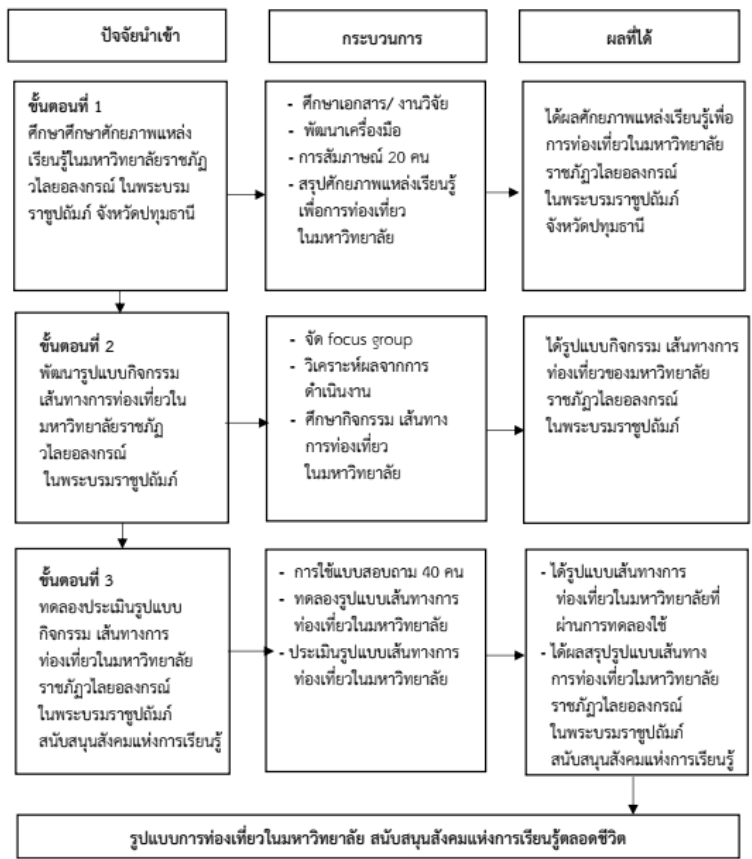 ปัจจัยนำเข้า
กระบวนการ
ผลที่ได้
ขั้นตอนที่ 1
ศึกษาศึกษาศักยภาพแหล่ง
เรียนรู้ในมหาวิทยาลัยราชภัฏ
วไลยอลงกรณ์ ในพระบรม
ราชูปถัมภ์ จังหวัดปทุมธานี
- ศึกษาเอกสาร/ งานวิจัย
- พัฒนาเครื่องมือ
- การสัมภาษณ์ 20 คน
- สรุปศักยภาพแหล่งเรียนรู้
เพื่อการท่องเที่ยว
ในมหาวิทยาลัย
ได้ผลศักยภาพแหล่งเรียนรู้เพื่อ
การท่องเที่ยวในมหาวิทยาลัย
ราชภัฏวไลยอลงกรณ์
ในพระบรมราชูปถัมภ์
จังหวัดปทุมธานี
ขั้นตอนที่ 2
พัฒนารูปแบบกิจกรรม
เส้นทางการท่องเที่ยวใน
มหาวิทยาลัยราชภัฏ
วไลยอลงกรณ์
ในพระบรมราชูปถัมภ์
- จัด focus group
- วิเคราะห์ผลจากการ
ดำเนินงาน
- ศึกษากิจกรรม เส้นทาง
การท่องเที่ยว
ในมหาวิทยาลัย
ได้รูปแบบกิจกรรม เส้นทางการ
ท่องเที่ยวของมหาวิทยาลัย
ราชภัฏวไลยอลงกรณ์
ในพระบรมราชูปถัมภ์
ขั้นตอนที่ 3
ทดลองประเมินรูปแบบ
กิจกรรม เส้นทางการ
ท่องเที่ยวในมหาวิทยาลัย
ราชภัฏวไลยอลงกรณ์
ในพระบรมราชูปถัมภ์
สนับสนุนสังคมแห่งการเรียนรู้
- การใช้แบบสอบถาม 40 คน
- ทดลองรูปแบบเส้นทางการ
ท่องเที่ยวในมหาวิทยาลัย
- ประเมินรูปแบบเส้นทางการ
ท่องเที่ยวในมหาวิทยาลัย
- ได้รูปแบบเส้นทางการ
ท่องเที่ยวในมหาวิทยาลัยที่
ผ่านการทดลองใช้
- ได้ผลสรุปรูปแบบเส้นทาง
การท่องเที่ยวในมหาวิทยาลัย
ราชภัฏวไลยอลงกรณ์
ในพระบรมราชูปถัมภ์
สนับสนุนสังคมแห่งการเรียนรู้
รูปแบบการท่องเที่ยวในมหาวิทยาลัย สนับสนุนสังคมแห่งการเรียนรู้ตลอดชีวิต